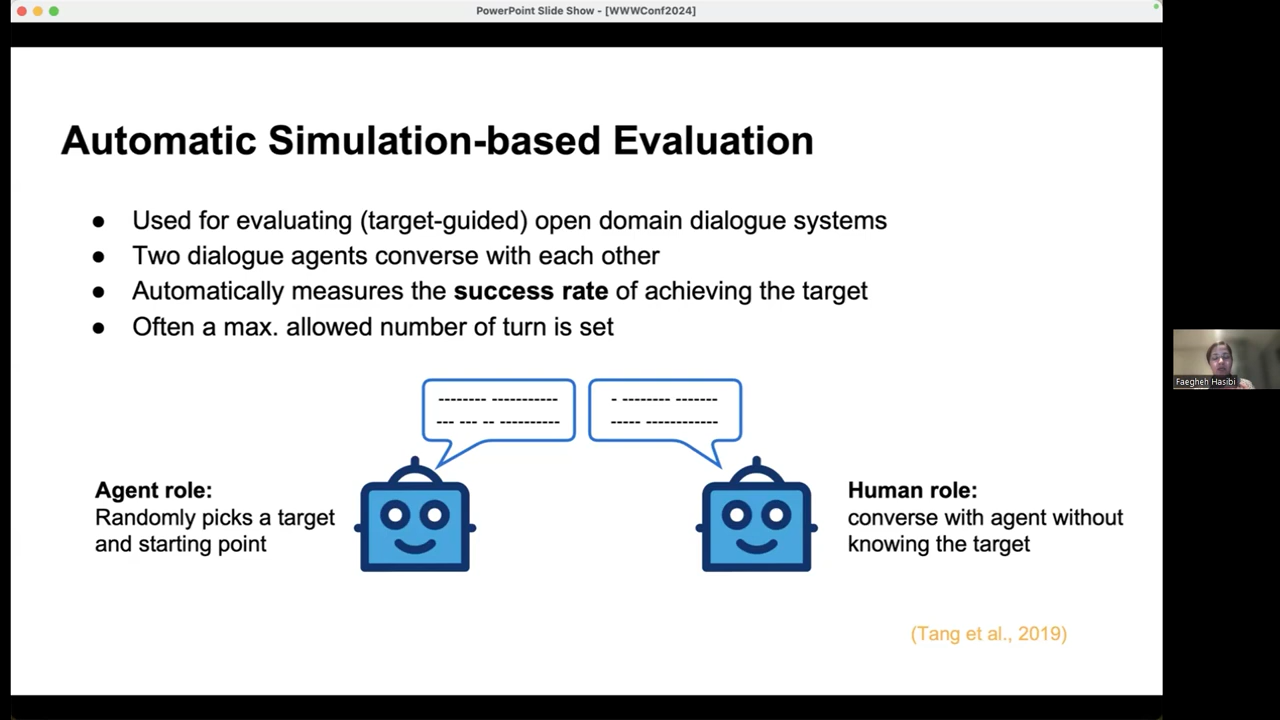 PowerPoint Slide Show - [WWWConf2024]
Automatic Simulation-based Evaluation
● Used for evaluating (target-guided) open domain dialogue systems
● Two dialogue agents converse with each other
● Automatically measures the success rate of achieving the target
● Often a max. allowed number of turn is set
-------- -----------
--- --- -- ----------
- -------- -------
----- ------------
Agent role:
Randomly picks a target
and starting point
Human role:
converse with agent without
knowing the target
(Tang et al., 2019)
Faegheh Hasibi